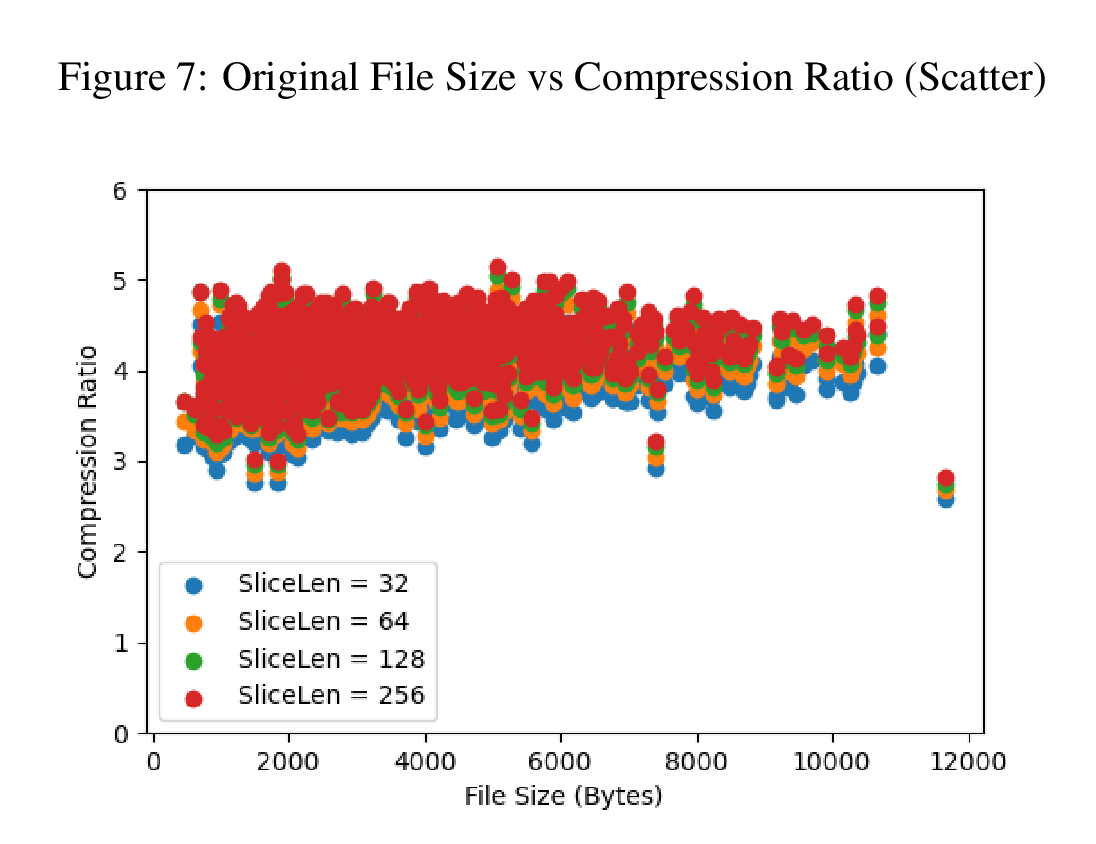 Figure 7: Original File Size vs Compression Ratio (Scatter)
6
5
4
3
2
1
0
Compression Ratio
SliceLen = 32
SliceLen = 64
SliceLen = 128
SliceLen = 256
0 2000 4000 6000 8000 10000 12000
File Size (Bytes)